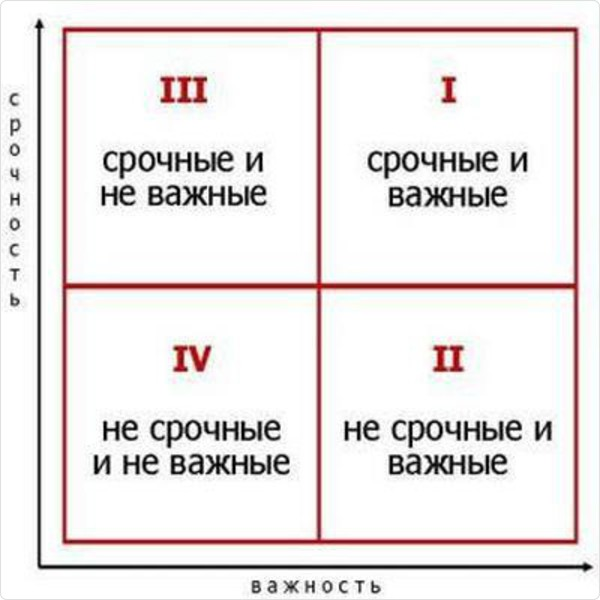 срочность
III
срочные и
не важные
I
срочные и
важные
IV
не срочные
и не важные
II
не срочные и
важные
важность